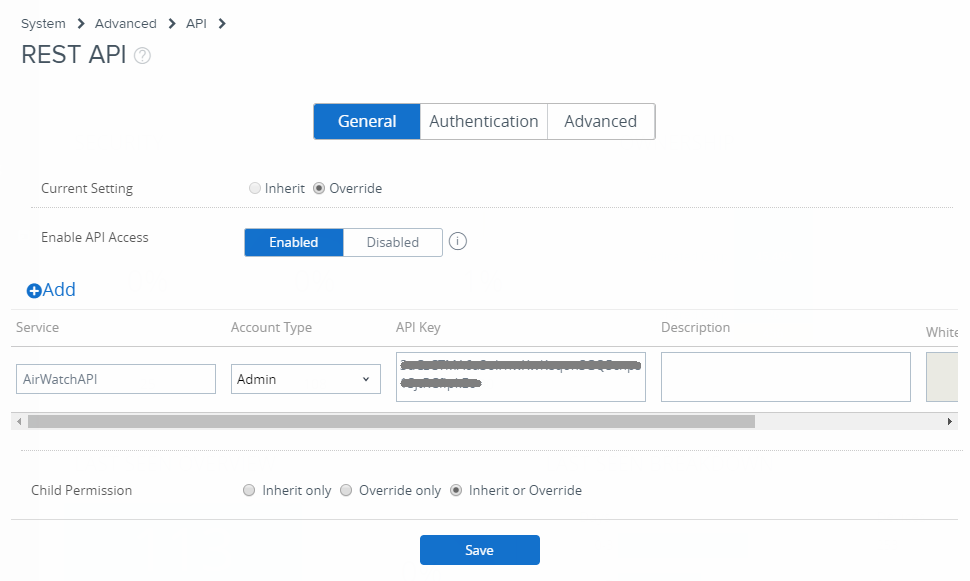 System > Advanced > API >
REST API ?
General Authentication Advanced
Current Setting Inherit Override
Enable API Access Enabled Disabled i
Add
Service Account Type API Key Description White
AirWatchAPI Admin
Child Permission Inherit only Override only Inherit or Override
Save